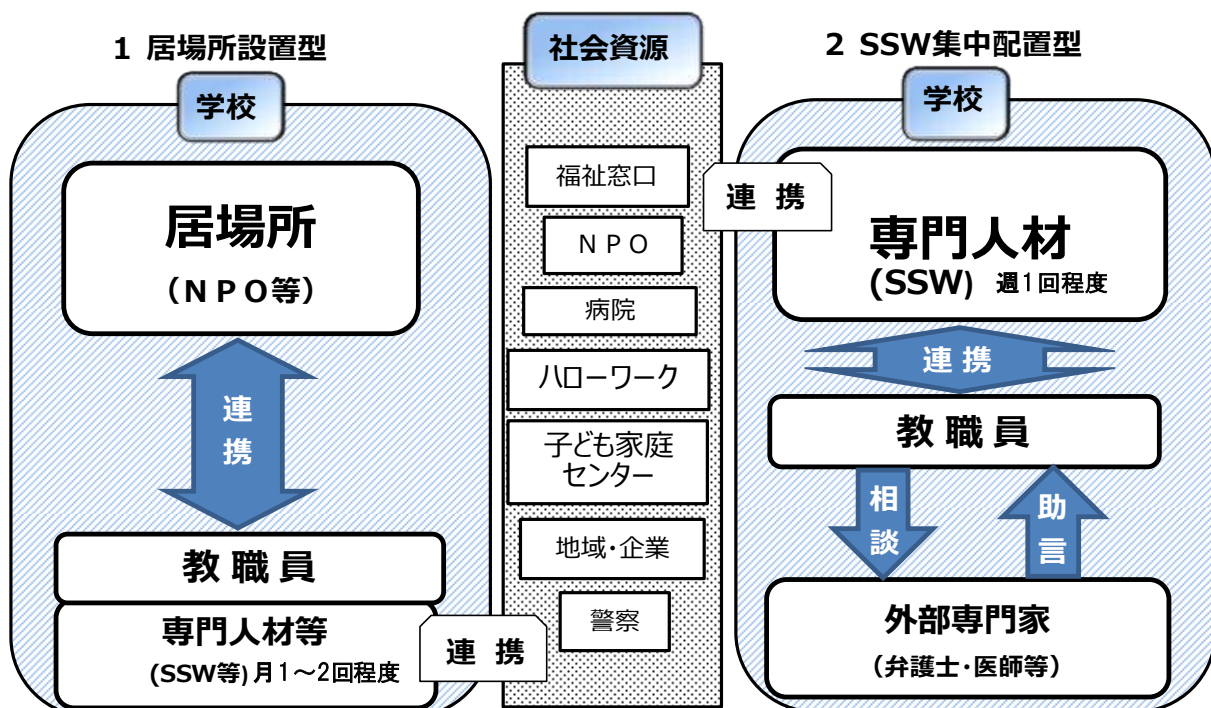 1 居場所設置型
学校
居場所
（NPO等）
連
携
教職員
専門人材等
(SSW等)月1～2回程度
連 携
社会資源
福祉窓口
NPO
病院
ハローワーク
子ども家庭
センター
地域・企業
警察
2 SSW集中配置型
学校
連 携
専門人材
(SSW) 週1回程度
連携
教職員
相
談
助
言
外部専門家
（弁護士・医師等）